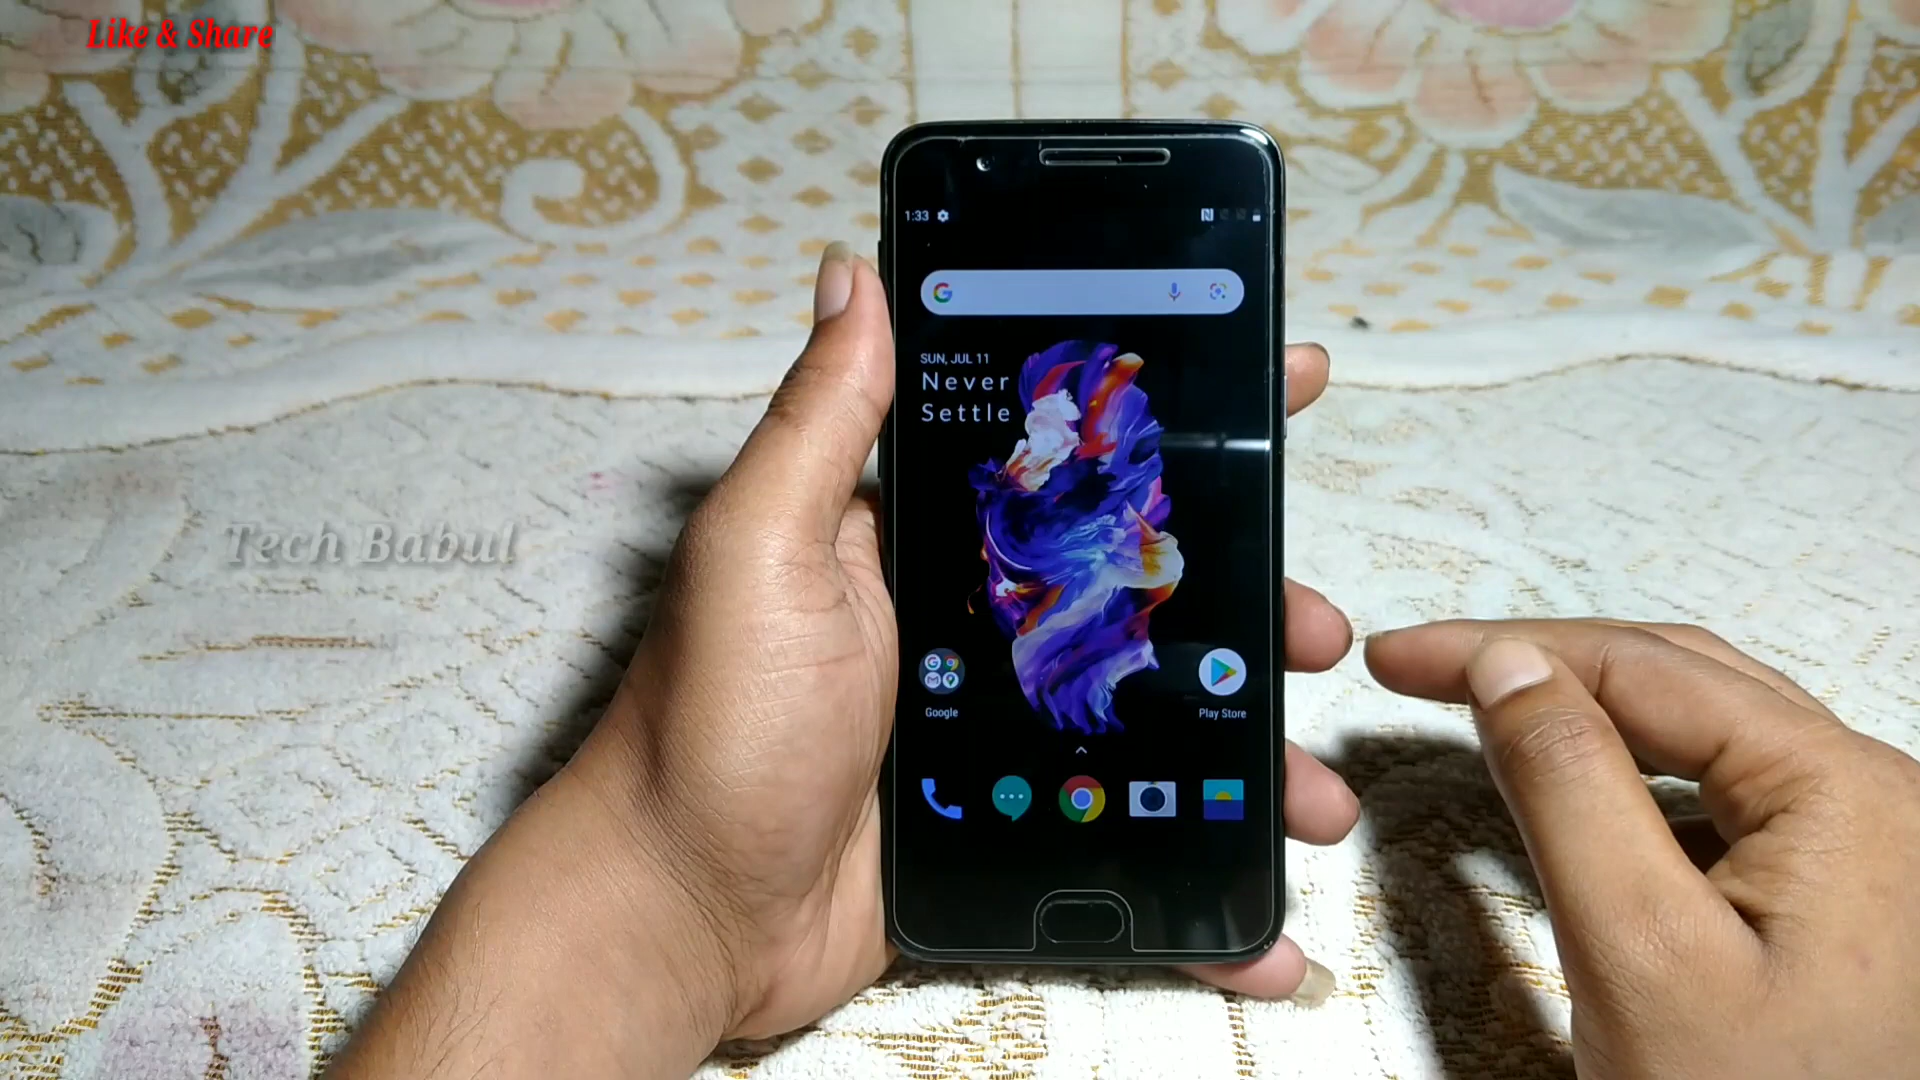 Like & Share
1:33
SUN, JUL 11
Never
Settle
Tech Babul
Google
Play Store